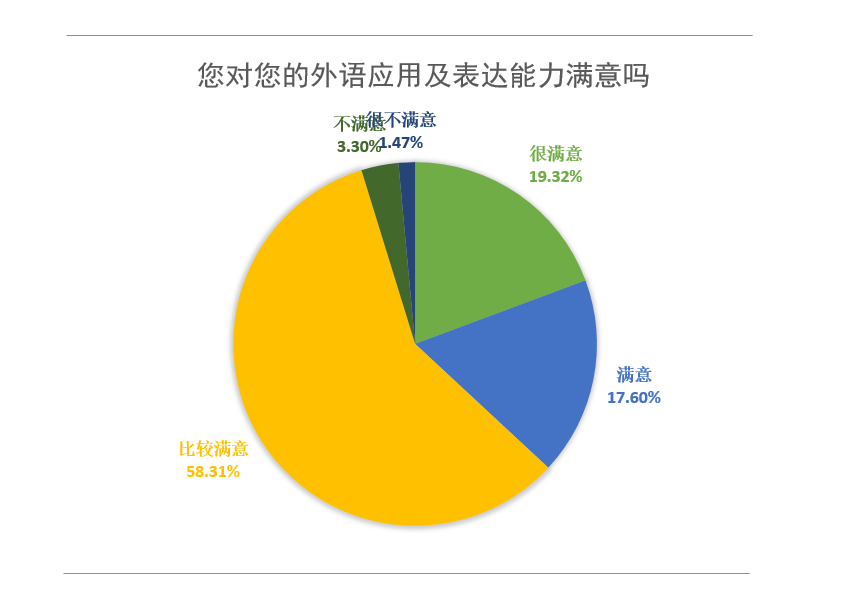 您对您的外语应用及表达能力满意吗
不满意
3.30%
很不满意
1.47%
很满意
19.32%
满意
17.60%
比较满意
58.31%